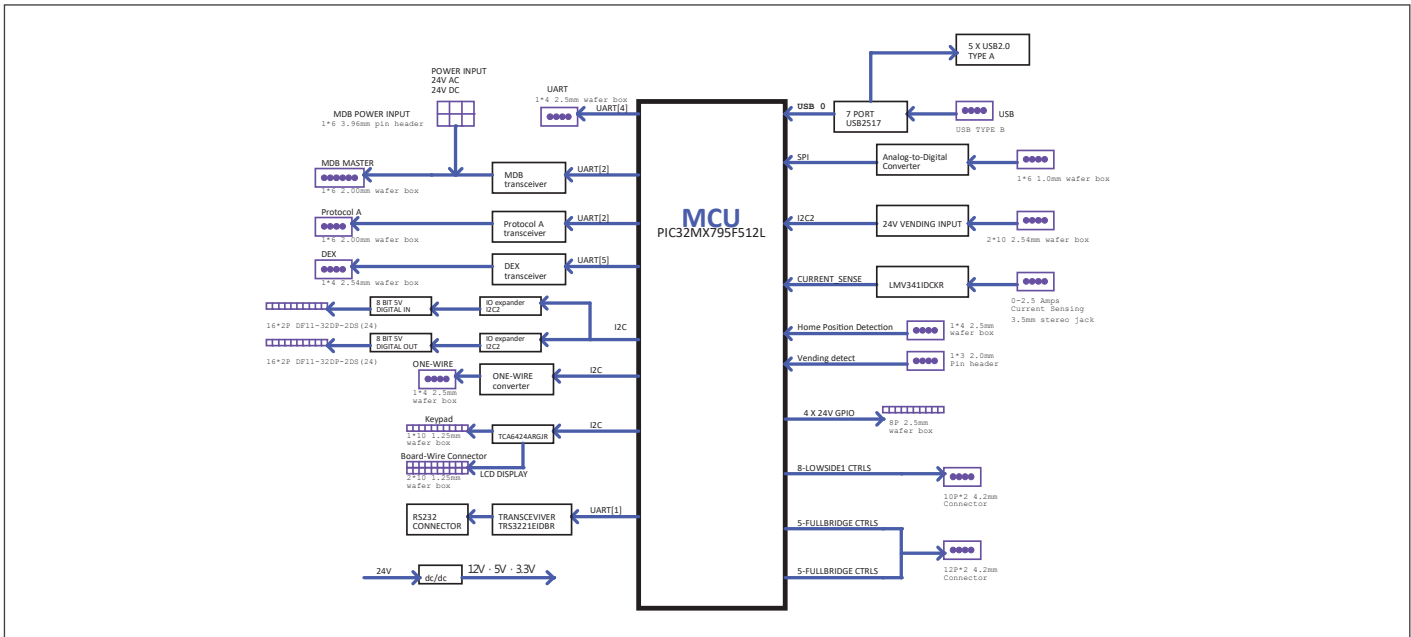 5 X USB2.0
TYPE A
POWER INPUT
24V AC
24V DC
UART
1*4 2.5mm wafer box
UART[4]
MDB POWER INPUT
1*6 3.96mm pin header
MDB MASTER
1*6 2.00mm wafer box
MDB
transceiver
UART[2]
Protocol A
1*6 2.00mm wafer box
Protocol A
transceiver
UART[2]
DEX
1*4 2.54mm wafer box
DEX
transceiver
UART[5]
16*2P DF11-32DP-2DS(24)
8 BIT 5V
DIGITAL IN
IO expander
I2C2
I2C
16*2P DF11-32DP-2DS(24)
8 BIT 5V
DIGITAL OUT
IO expander
I2C2
ONE-WIRE
1*4 2.5mm
wafer box
ONE-WIRE
converter
I2C
Keypad
1*10 1.25mm
wafer box
TCA6424ARGJR
I2C
Board-Wire Connector
2*10 1.25mm
wafer box
LCD DISPLAY
RS232
CONNECTOR
TRANSCEVIVER
TRS3221EIDBR
UART[1]
24V
dc/dc
12V · 5V · 3.3V
MCU
PIC32MX795F512L
USB 0
7 PORT
USB2517
USB
USB TYPE B
SPI
Analog-to-Digital
Converter
1*6 1.0mm wafer box
I2C2
24V VENDING INPUT
2*10 2.54mm wafer box
CURRENT_SENSE
LMV341IDCKR
0-2.5 Amps
Current Sensing
3.5mm stereo jack
Home Position Detection
1*4 2.5mm
wafer box
Vending detect
1*3 2.0mm
Pin header
4 X 24V GPIO
8P 2.5mm
wafer box
8-LOWSIDE1 CTRLS
10P*2 4.2mm
Connector
5-FULLBRIDGE CTRLS
12P*2 4.2mm
Connector
5-FULLBRIDGE CTRLS